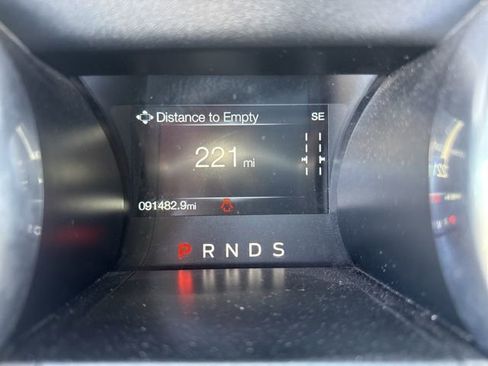 Distance to Empty SE
221 mi
091482.9mi
P R N D S